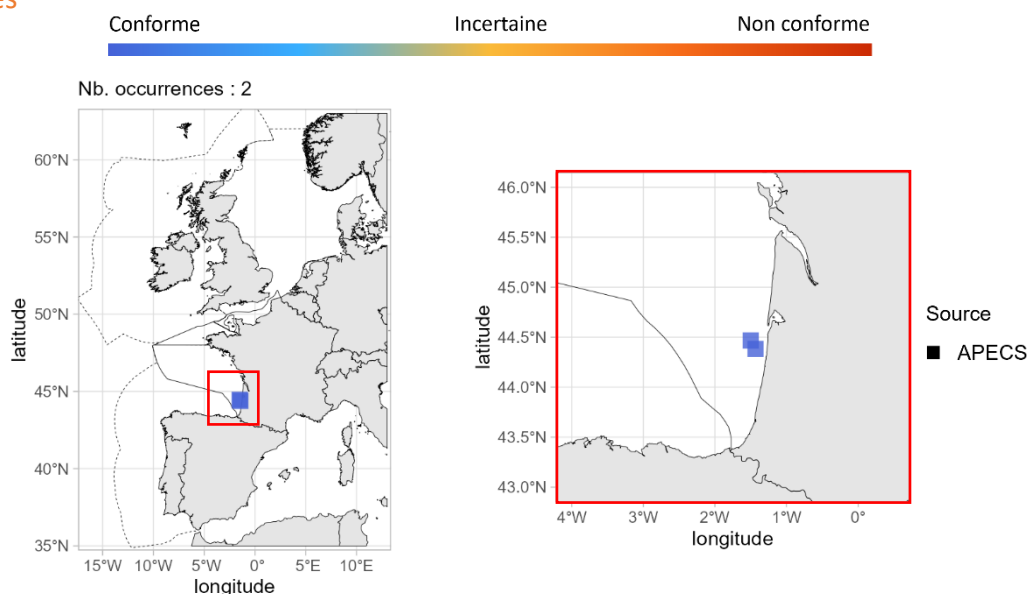 es
Conforme Incertaine Non conforme
Nb. occurrences : 2
60°N
55°N
50°N
45°N
40°N
35°N
latitude
15°W 10°W 5°W 0° 5°E 10°E
longitude
46.0°N
45.5°N
45.0°N
44.5°N
44.0°N
43.5°N
43.0°N
latitude
4°W 3°W 2°W 1°W 0°
longitude
Source
APECS